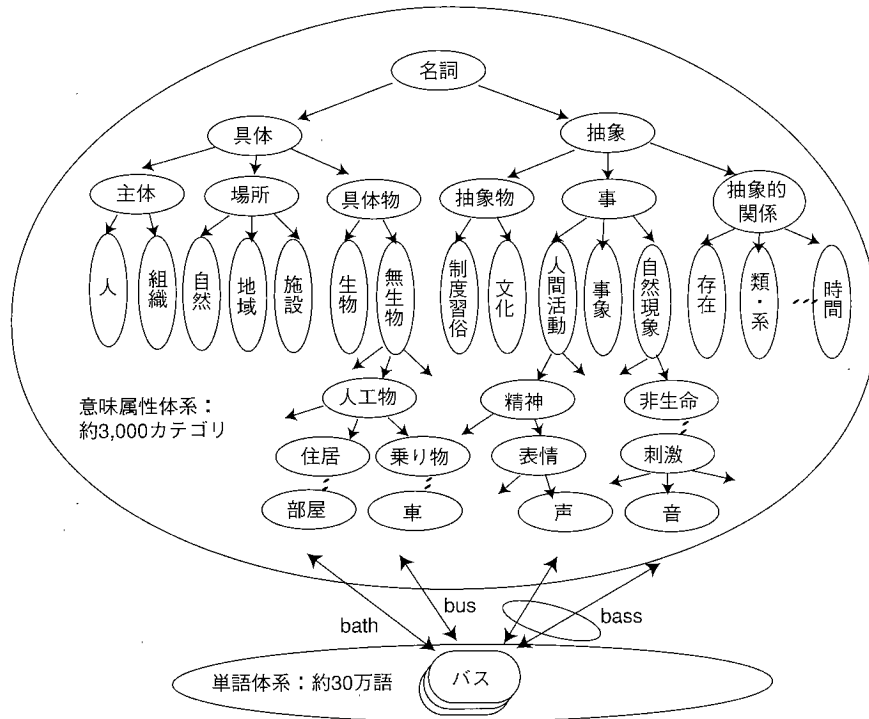 名詞
具体
抽象
主体
場所
具体物
抽象物
事
抽象的
関係
人
組織
自然
地域
施設
生物
無生物
制度習俗
文化
人間活動
事象
自然現象
存在
類・系
時間
意味属性体系：
約3,000カテゴリ
人工物
精神
非生命
住居
乗り物
表情
刺激
部屋
車
声
音
bath
bus
bass
単語体系：約30万語
バス